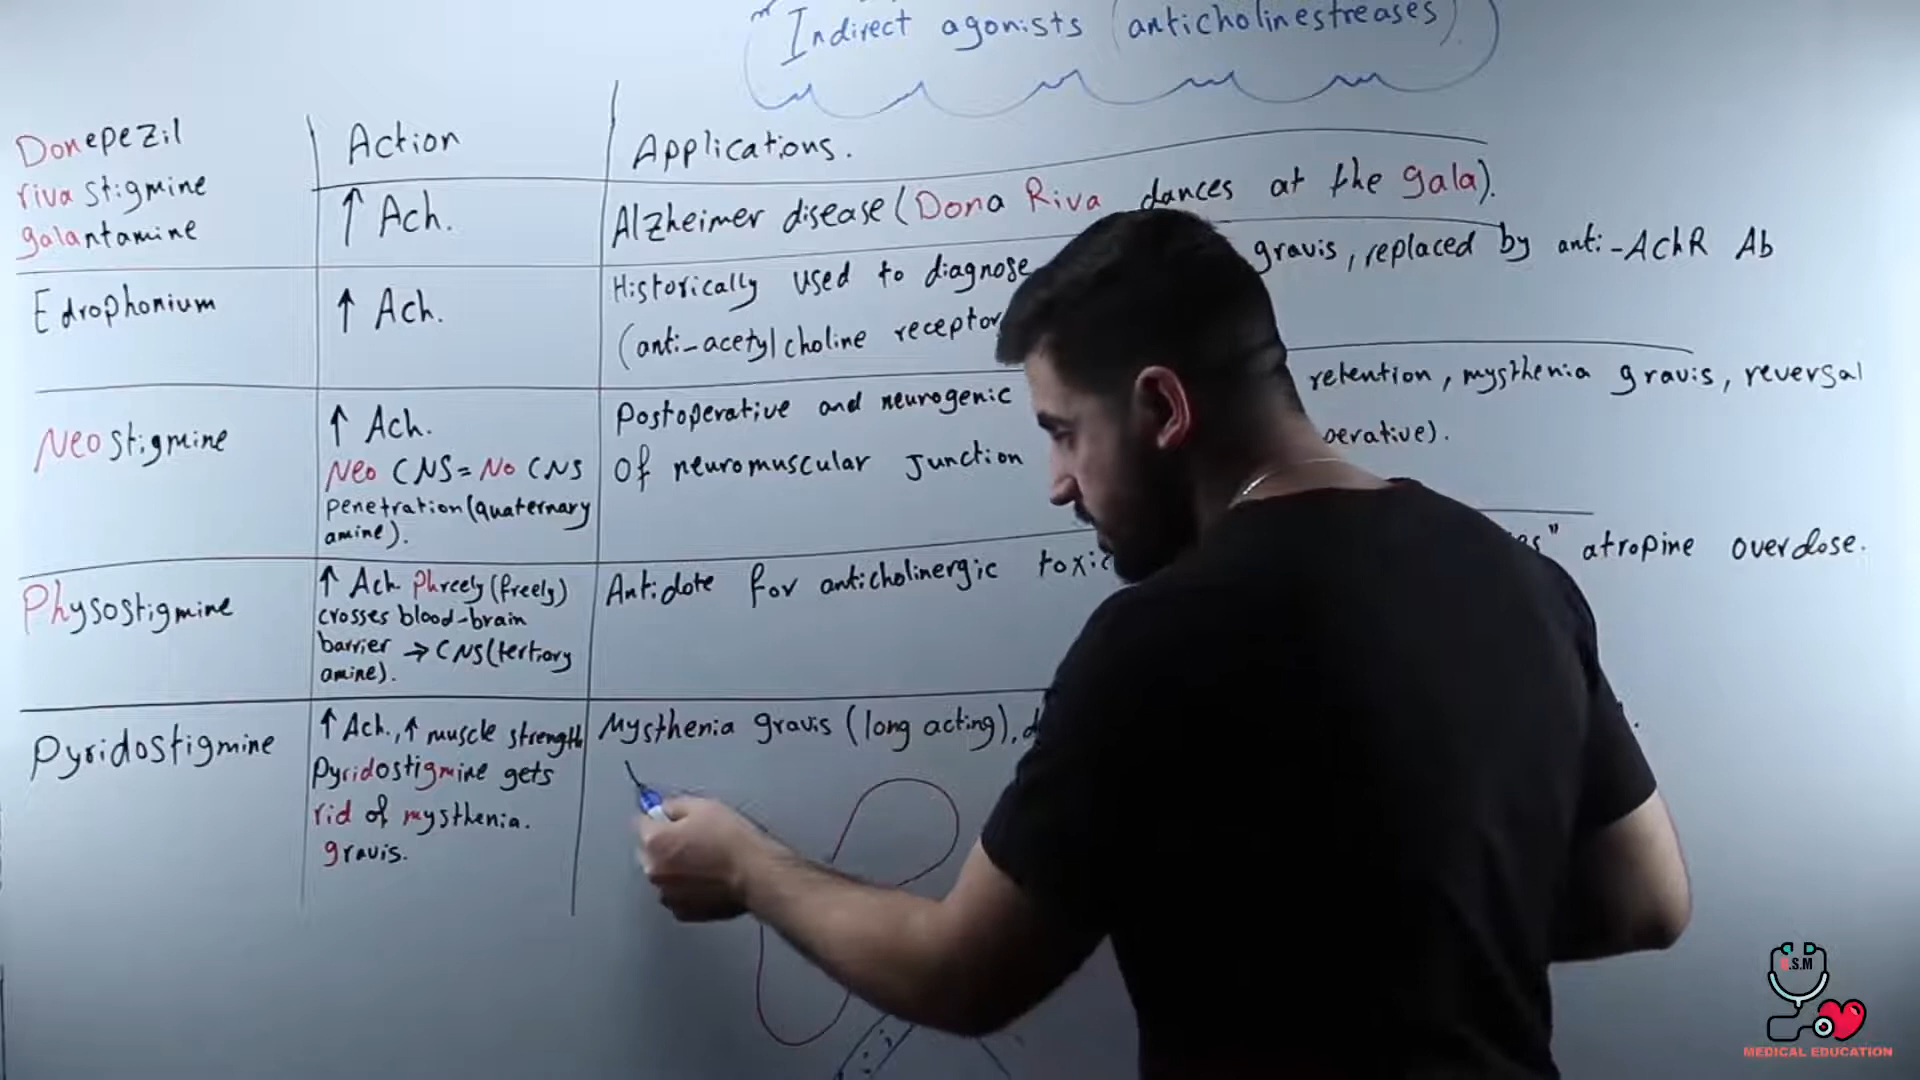 Indirect agonists (anticholinestreases)
Donepezil
rivastigmine
galantamine
Action
Applications.
↑ Ach.
Alzheimer disease (Dona Riva dances at the gala).
Edrophonium
↑ Ach.
Historically used to diagnose gravis, replaced by anti-AchR Ab
(anti-acetylcholine receptor
Neostigmine
↑ Ach.
Neo CNS = No CNS
penetration (quaternary
amine).
Postoperative and neurogenic retention, mysthenia gravis, reversal
of neuromuscular junction
Physostigmine
↑ Ach. Phreely (freely)
crosses blood-brain
barrier → CNS (tertiary
amine).
Antidote for anticholinergic atropine overdose.
Pyridostigmine
↑ Ach., ↑ muscle strength
Pyridostigmine gets
rid of mysthenia.
gravis.
Mysthenia gravis (long acting),
S.M
MEDICAL EDUCATION